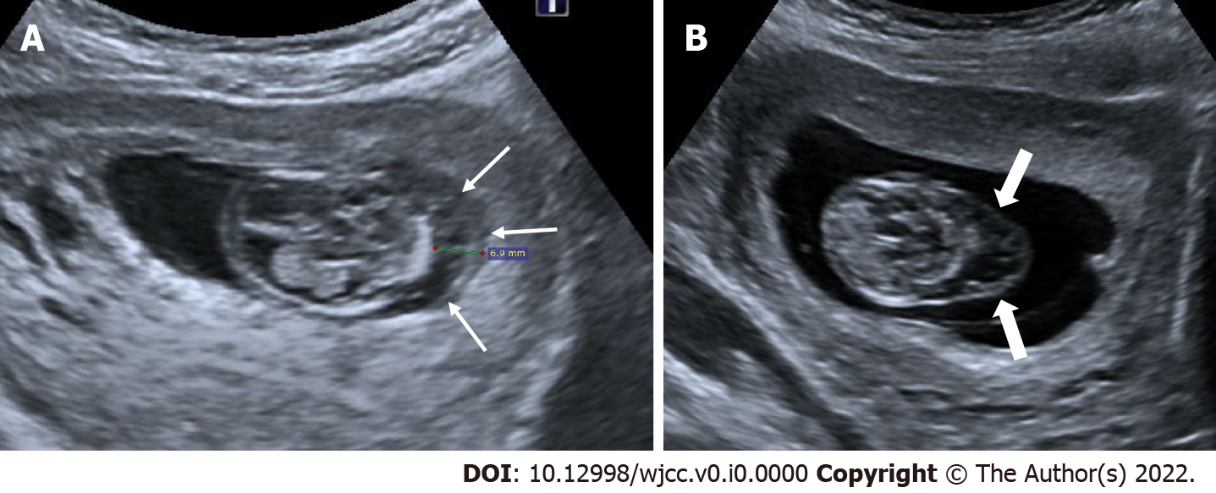 A
B
6.9 mm
DOI: 10.12998/wjcc.v0.i0.0000 Copyright © The Author(s) 2022.